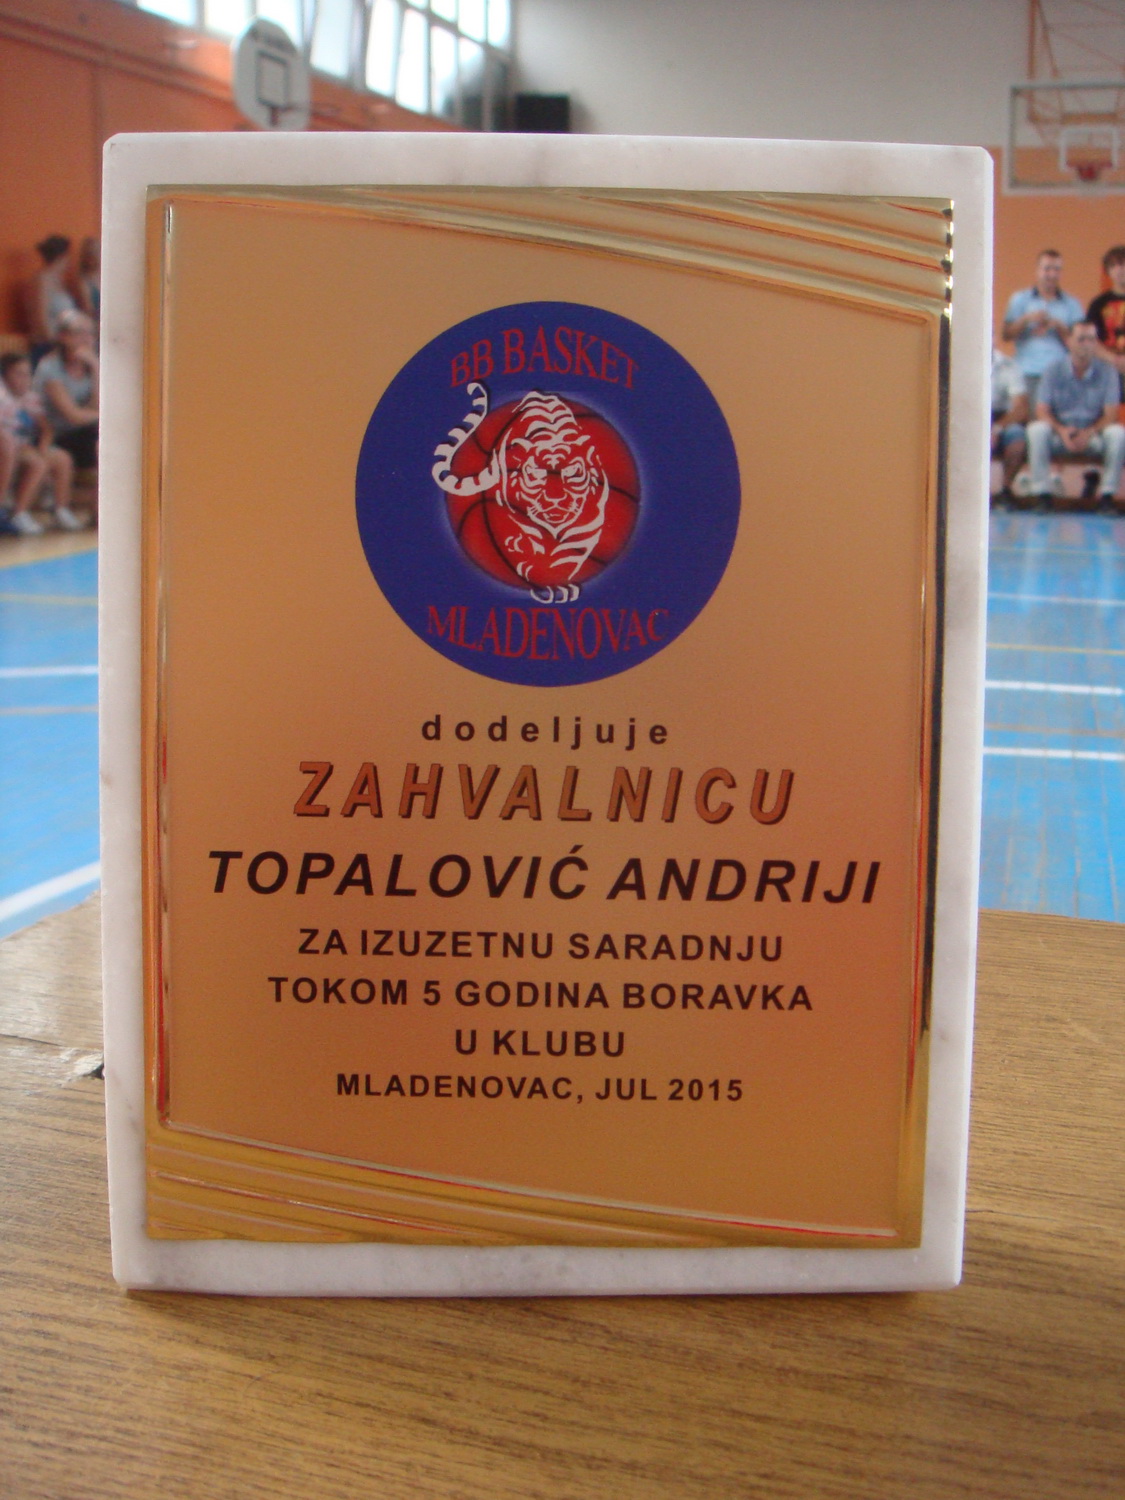 BB BASKET
MLADENOVAC
dodeljuje
ZAHVALNICU
TOPALOVIĆ ANDRIJI
ZA IZUZETNU SARADNJU
TOKOM 5 GODINA BORAVKA
U KLUBU
MLADENOVAC, JUL 2015